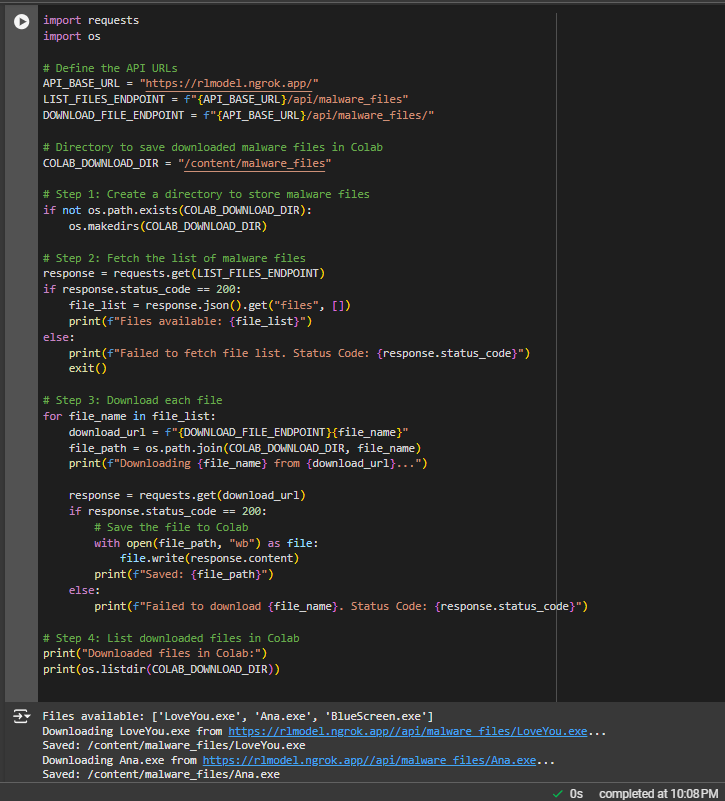 import requests
import os
# Define the API URLs
API_BASE_URL = "https://rlmodel.ngrok.app/"
LIST_FILES_ENDPOINT = f"{API_BASE_URL}/api/malware_files"
DOWNLOAD_FILE_ENDPOINT = f"{API_BASE_URL}/api/malware_files/"
# Directory to save downloaded malware files in Colab
COLAB_DOWNLOAD_DIR = "/content/malware_files"
# Step 1: Create a directory to store malware files
if not os.path.exists(COLAB_DOWNLOAD_DIR):
    os.makedirs(COLAB_DOWNLOAD_DIR)
# Step 2: Fetch the list of malware files
response = requests.get(LIST_FILES_ENDPOINT)
if response.status_code == 200:
    file_list = response.json().get("files", [])
    print(f"Files available: {file_list}")
else:
    print(f"Failed to fetch file list. Status Code: {response.status_code}")
    exit()
# Step 3: Download each file
for file_name in file_list:
    download_url = f"{DOWNLOAD_FILE_ENDPOINT}{file_name}"
    file_path = os.path.join(COLAB_DOWNLOAD_DIR, file_name)
    print(f"Downloading {file_name} from {download_url}...")
    response = requests.get(download_url)
    if response.status_code == 200:
        # Save the file to Colab
        with open(file_path, "wb") as file:
            file.write(response.content)
        print(f"Saved: {file_path}")
    else:
        print(f"Failed to download {file_name}. Status Code: {response.status_code}")
# Step 4: List downloaded files in Colab
print("Downloaded files in Colab:")
print(os.listdir(COLAB_DOWNLOAD_DIR))
Files available: ['LoveYou.exe', 'Ana.exe', 'BlueScreen.exe']
Downloading LoveYou.exe from https://rlmodel.ngrok.app//api/malware_files/LoveYou.exe...
Saved: /content/malware_files/LoveYou.exe
Downloading Ana.exe from https://rlmodel.ngrok.app//api/malware_files/Ana.exe...
Saved: /content/malware_files/Ana.exe
0s completed at 10:08 PM